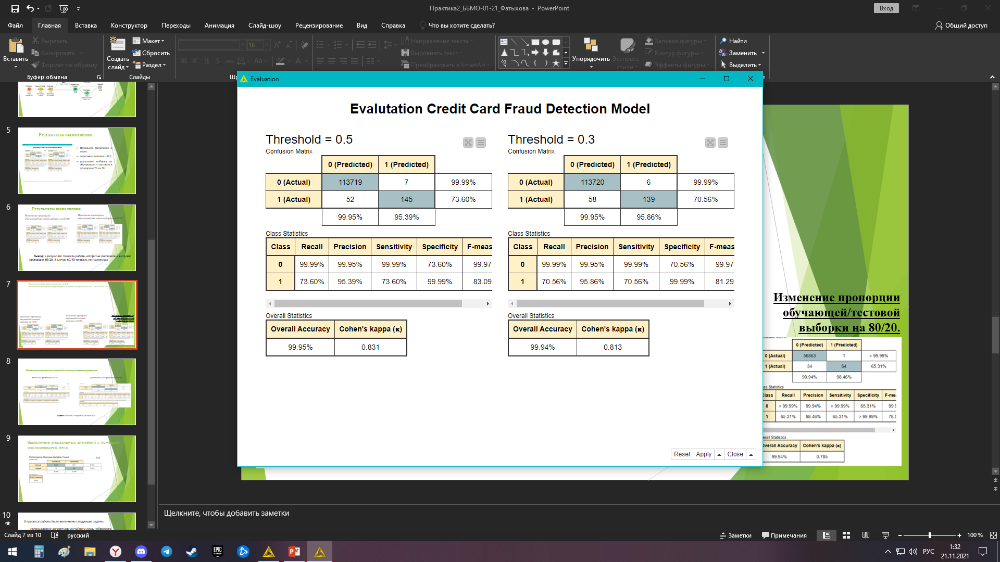 Практика2_ББМО-01-21_Фатыхова - PowerPoint
Вход
Файл Главная Вставка Конструктор Переходы Анимация Слайд-шоу Рецензирование Вид Справка Что вы хотите сделать? Общий доступ
Вставить
Вырезать
Копировать
Формат по образцу
Буфер обмена
Создать слайд
Макет
Сбросить
Раздел
Слайды
18
Ж К Ч S abc AV Aa A
Направление текста
Выровнять текст
Преобразовать в SmartArt
Упорядочить
Экспресс-стили
Заливка фигуры
Контур фигуры
Эффекты фигуры
Найти
Заменить
Выделить
5
Результаты выполнения
6
Результаты выполнения
7
8
9
Выявление аномальных значений с помощью
изолирующего леса
10
В процессе работы были выполнены следующие задачи:
Evaluation
Evalutation Credit Card Fraud Detection Model
Threshold = 0.5
Confusion Matrix
0 (Predicted) 1 (Predicted)
0 (Actual) 113719 7 99.99%
1 (Actual) 52 145 73.60%
99.95% 95.39%
Class Statistics
Class Recall Precision Sensitivity Specificity F-meas
0 99.99% 99.95% 99.99% 73.60% 99.97
1 73.60% 95.39% 73.60% 99.99% 83.09
Overall Statistics
Overall Accuracy Cohen's kappa (κ)
99.95% 0.831
Threshold = 0.3
Confusion Matrix
0 (Predicted) 1 (Predicted)
0 (Actual) 113720 6 99.99%
1 (Actual) 58 139 70.56%
99.95% 95.86%
Class Statistics
Class Recall Precision Sensitivity Specificity F-meas
0 99.99% 99.95% 99.99% 70.56% 99.97
1 70.56% 95.86% 70.56% 99.99% 81.29
Overall Statistics
Overall Accuracy Cohen's kappa (κ)
99.94% 0.813
Reset Apply Close
Изменение пропорции
обучающей/тестовой
выборки на 80/20.
0 (Predicted) 1 (Predicted)
0 (Actual) 56863 1 > 99.99%
1 (Actual) 34 64 65.31%
99.94% 98.46%
ass Statistics
lass Recall Precision Sensitivity Specificity F-mea
0 > 99.99% 99.94% > 99.99% 65.31% 99.9
1 65.31% 98.46% 65.31% > 99.99% 78.5
erall Statistics
Overall Accuracy Cohen's kappa (κ)
99.94% 0.785
Щелкните, чтобы добавить заметки
Слайд 7 из 10 русский Заметки Примечания 100 %
РУС
1:32
21.11.2021